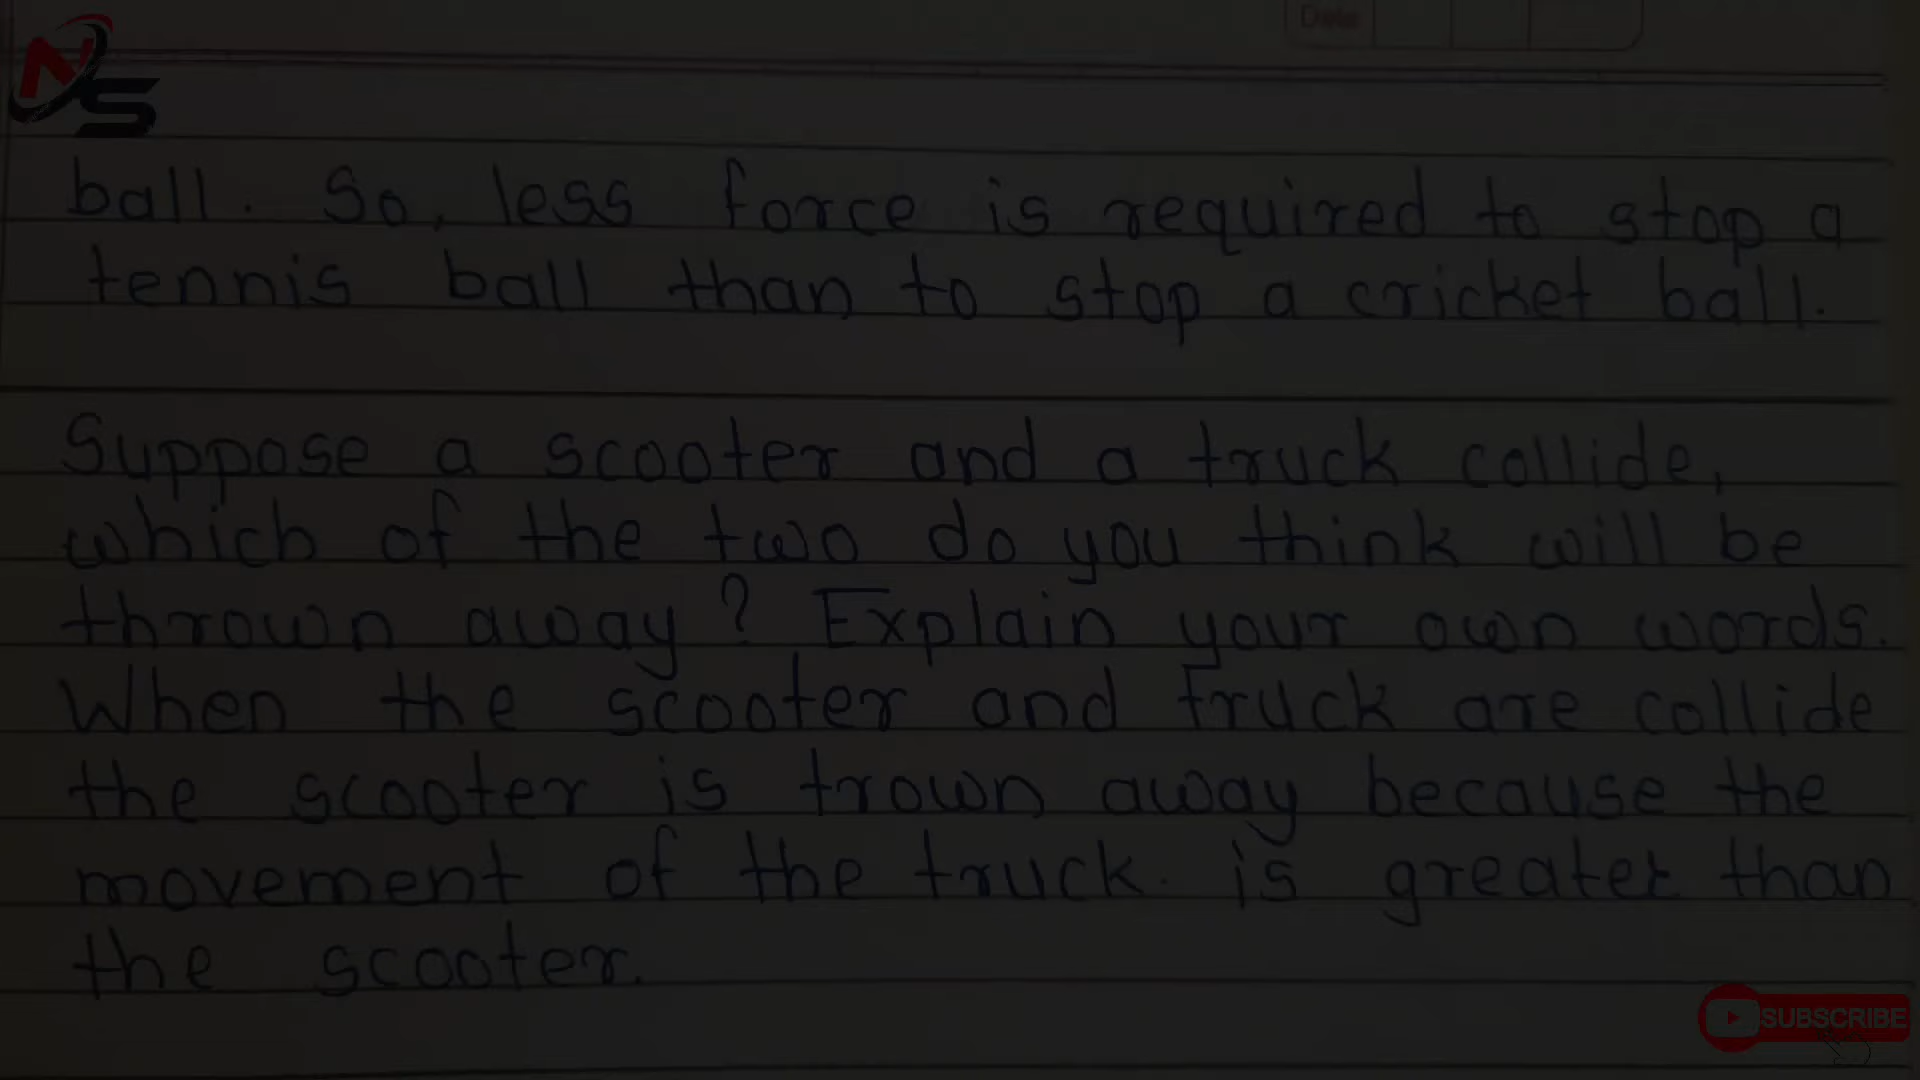 Date
NS
ball. So, less force is required to stop a
tennis ball than to stop a cricket ball.
Suppose a scooter and a truck collide,
which of the two do you think will be
thrown away? Explain your own words.
When the scooter and truck are collide
the scooter is trown away because the
movement of the truck is greater than
the scooter.
SUBSCRIBE